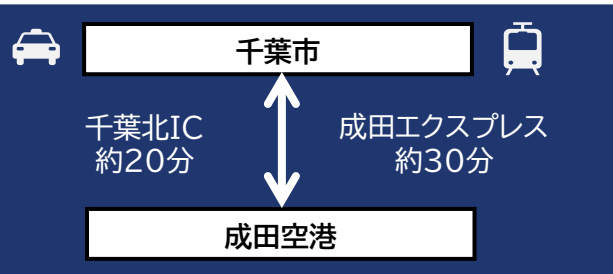 千葉市
千葉北IC
約20分
成田エクスプレス
約30分
成田空港